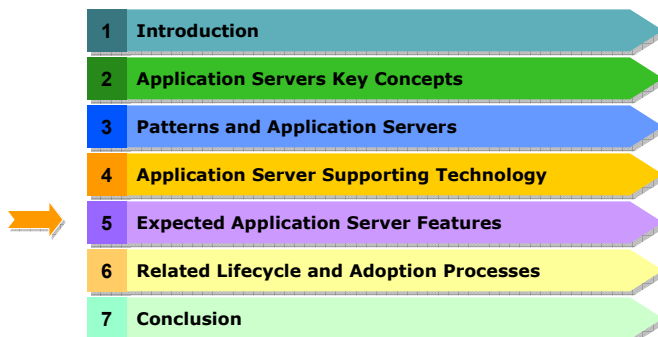 1 Introduction
2 Application Servers Key Concepts
3 Patterns and Application Servers
4 Application Server Supporting Technology
5 Expected Application Server Features
6 Related Lifecycle and Adoption Processes
7 Conclusion